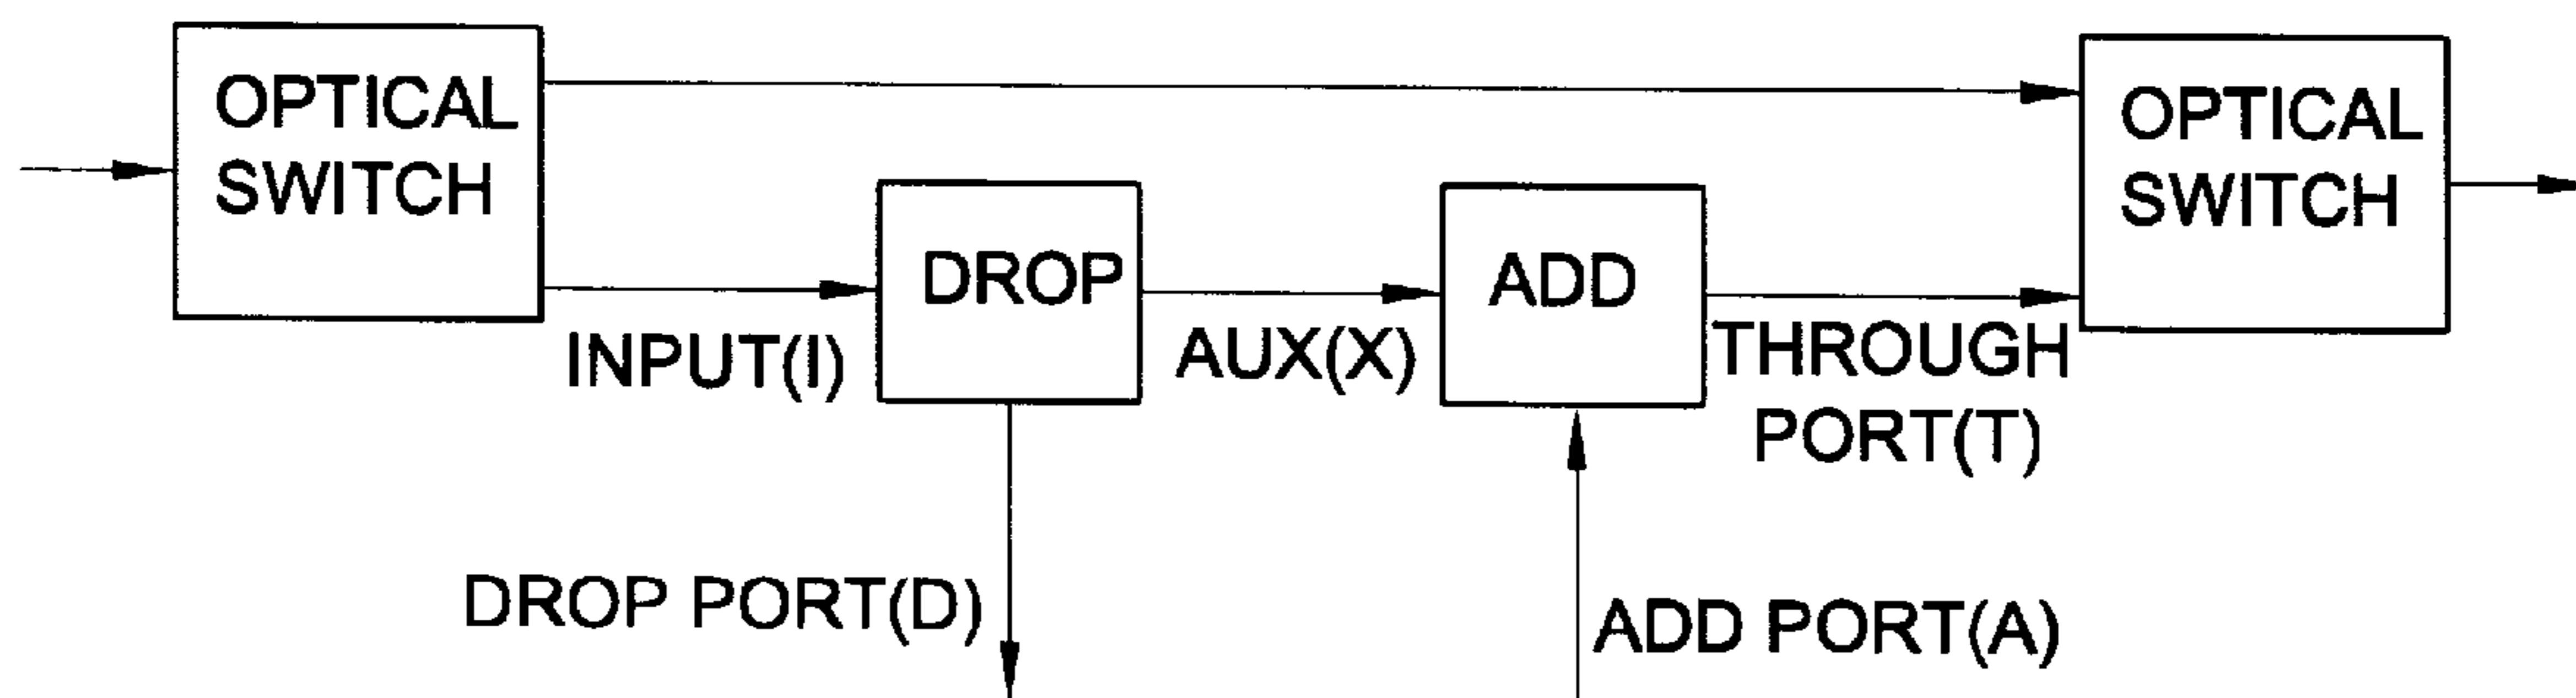 OPTICAL
SWITCH
OPTICAL
SWITCH
DROP
ADD
INPUT(I)
AUX(X)
THROUGH
PORT(T)
DROP PORT(D)
ADD PORT(A)